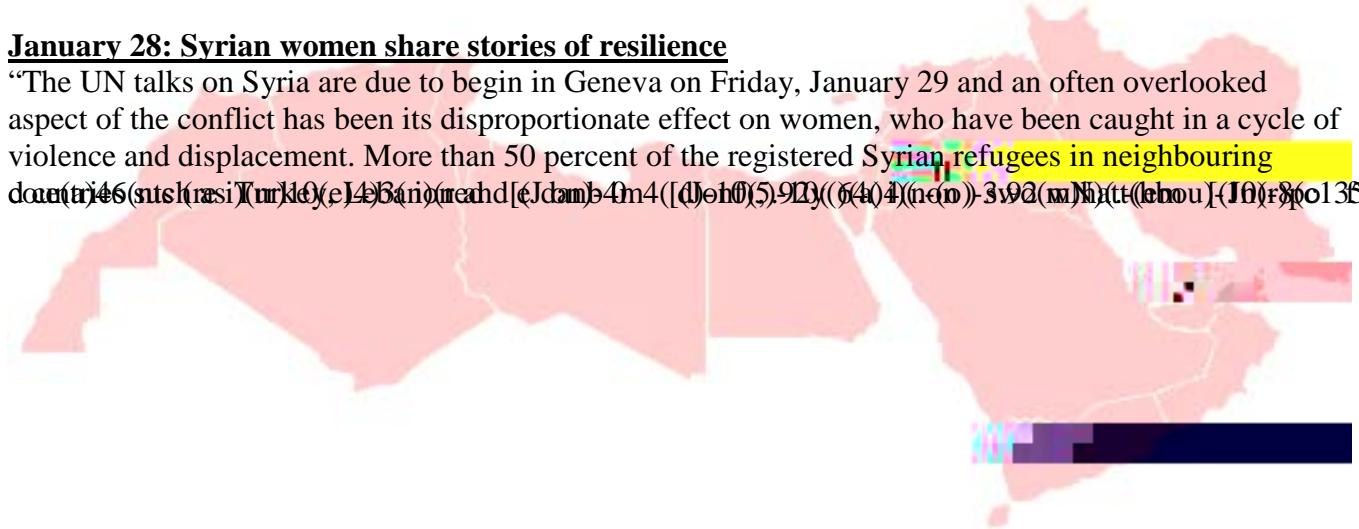 January 28: Syrian women share stories of resilience
“The UN talks on Syria are due to begin in Geneva on Friday, January 29 and an often overlooked
aspect of the conflict has been its disproportionate effect on women, who have been caught in a cycle of
violence and displacement. More than 50 percent of the registered Syrian refugees in neighbouring